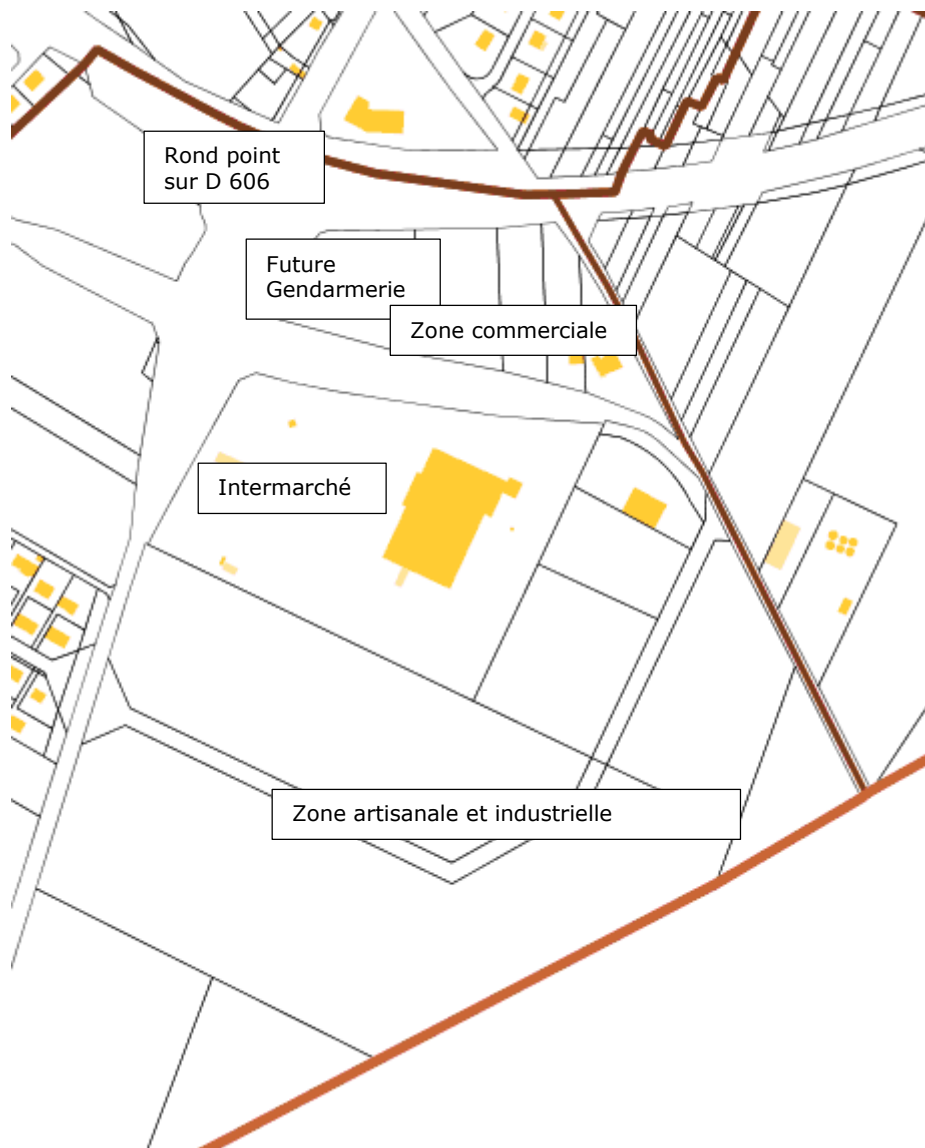 Rond point
sur D 606
Future
Gendarmerie
Zone commerciale
Intermarché
Zone artisanale et industrielle